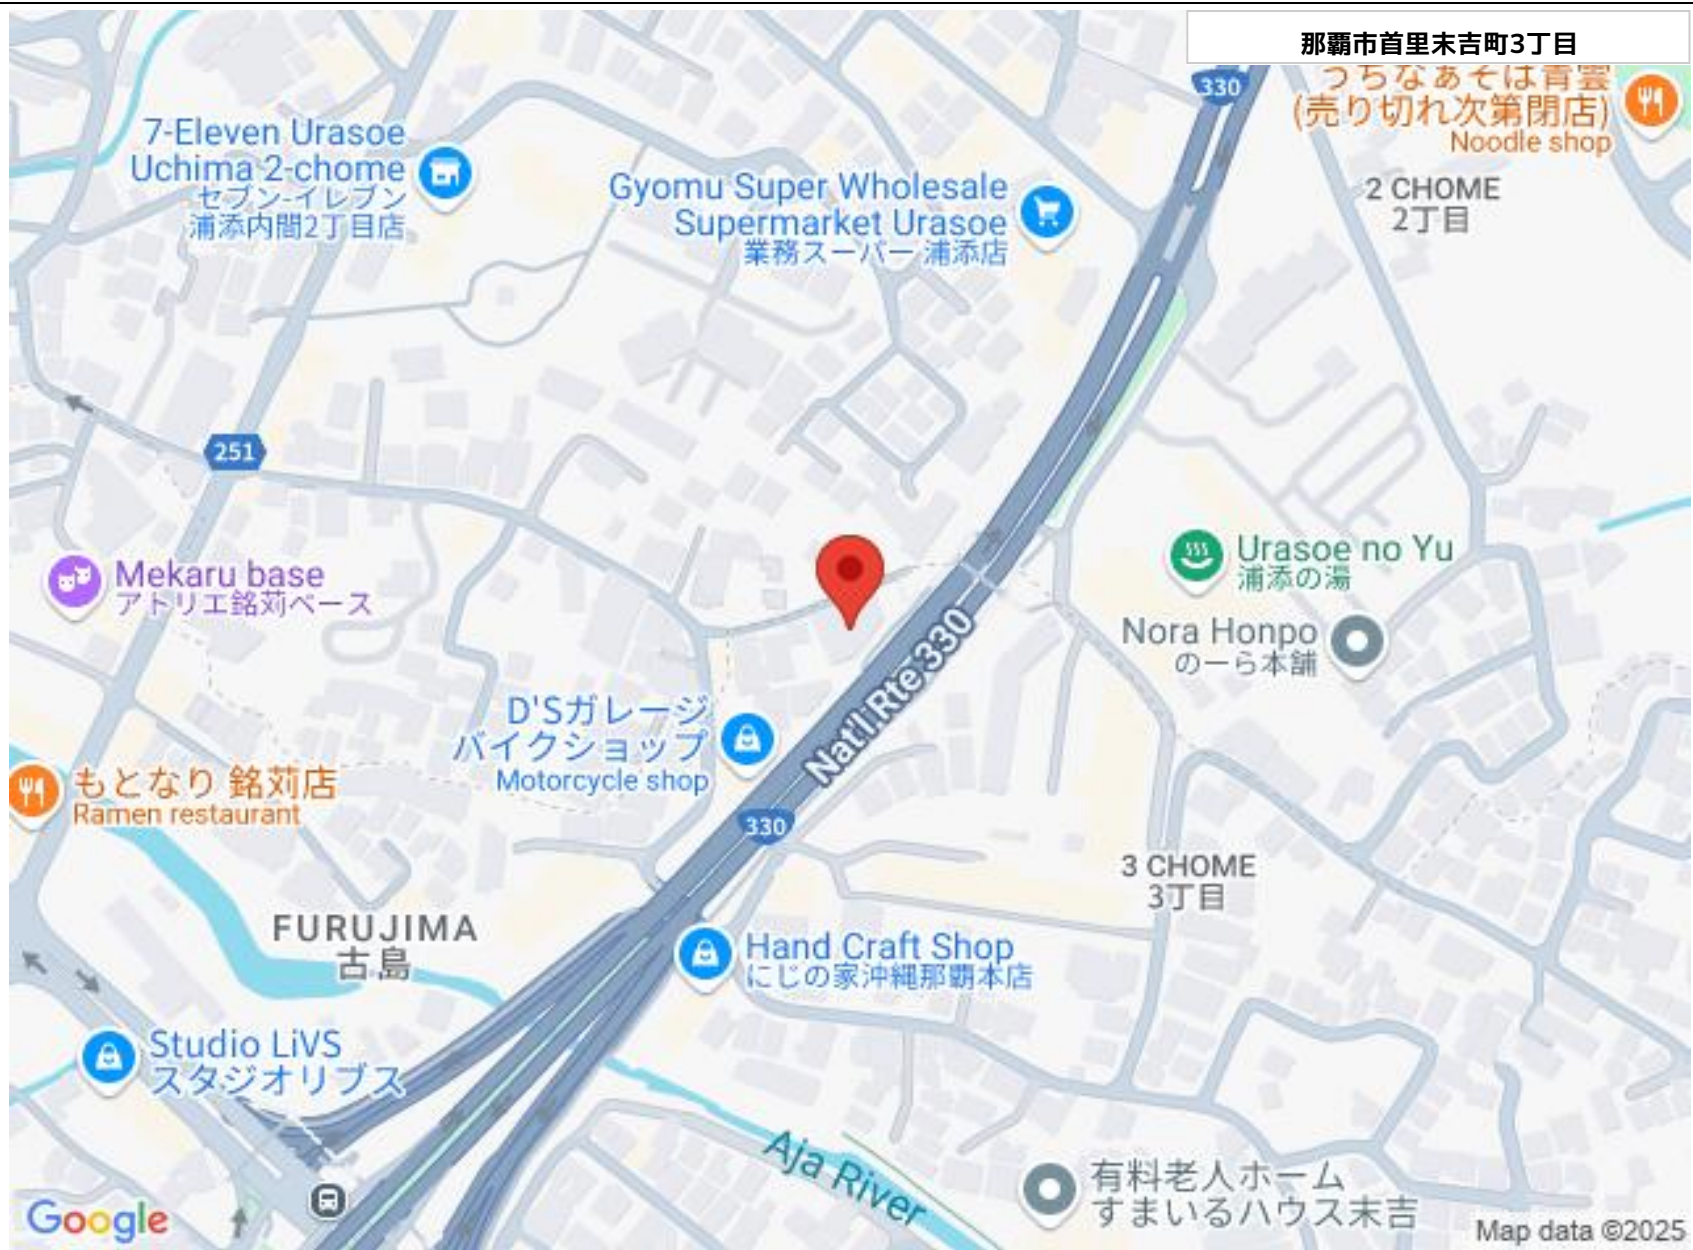 那覇市首里末吉町3丁目
330
うちなぁそば青雲
(売り切れ次第閉店)
Noodle shop
7-Eleven Urasoe
Uchima 2-chome
セブン-イレブン
浦添内間2丁目店
Gyomu Super Wholesale
Supermarket Urasoe
業務スーパー 浦添店
2 CHOME
2丁目
251
Mekaru base
アトリエ銘苅ベース
Urasoe no Yu
浦添の湯
Nora Honpo
のーら本舗
Nat'l Rte 330
D'Sガレージ
バイクショップ
Motorcycle shop
もとなり 銘苅店
Ramen restaurant
330
3 CHOME
3丁目
FURUJIMA
古島
Hand Craft Shop
にじの家沖縄那覇本店
Studio LiVS
スタジオリブス
Aja River
有料老人ホーム
すまいるハウス末吉
Google
Map data ©2025